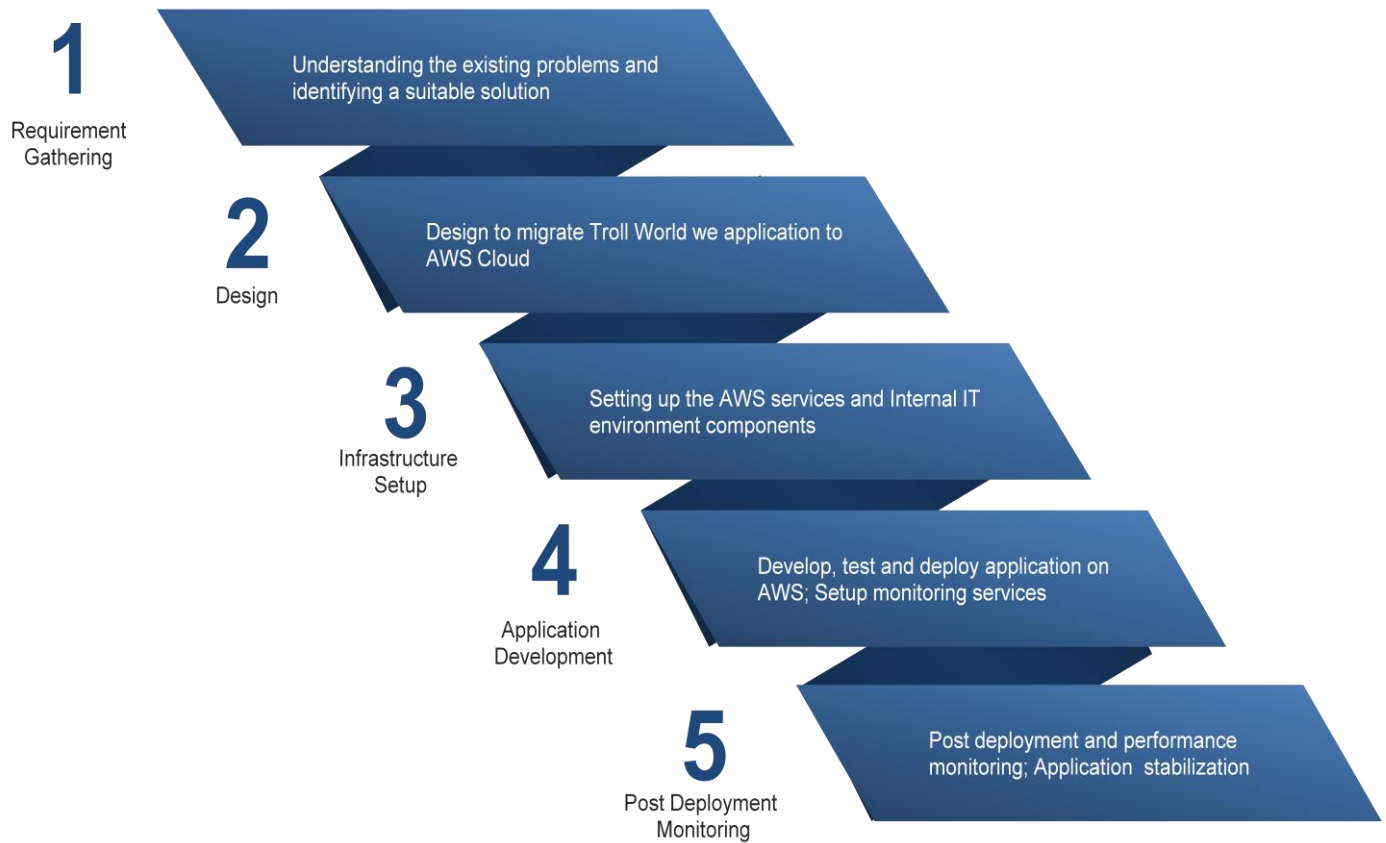 1
Requirement
Gathering
Understanding the existing problems and
identifying a suitable solution
2
Design
Design to migrate Troll World we application to
AWS Cloud
3
Infrastructure
Setup
Setting up the AWS services and Internal IT
environment components
4
Application
Development
Develop, test and deploy application on
AWS; Setup monitoring services
5
Post Deployment
Monitoring
Post deployment and performance
monitoring; Application stabilization